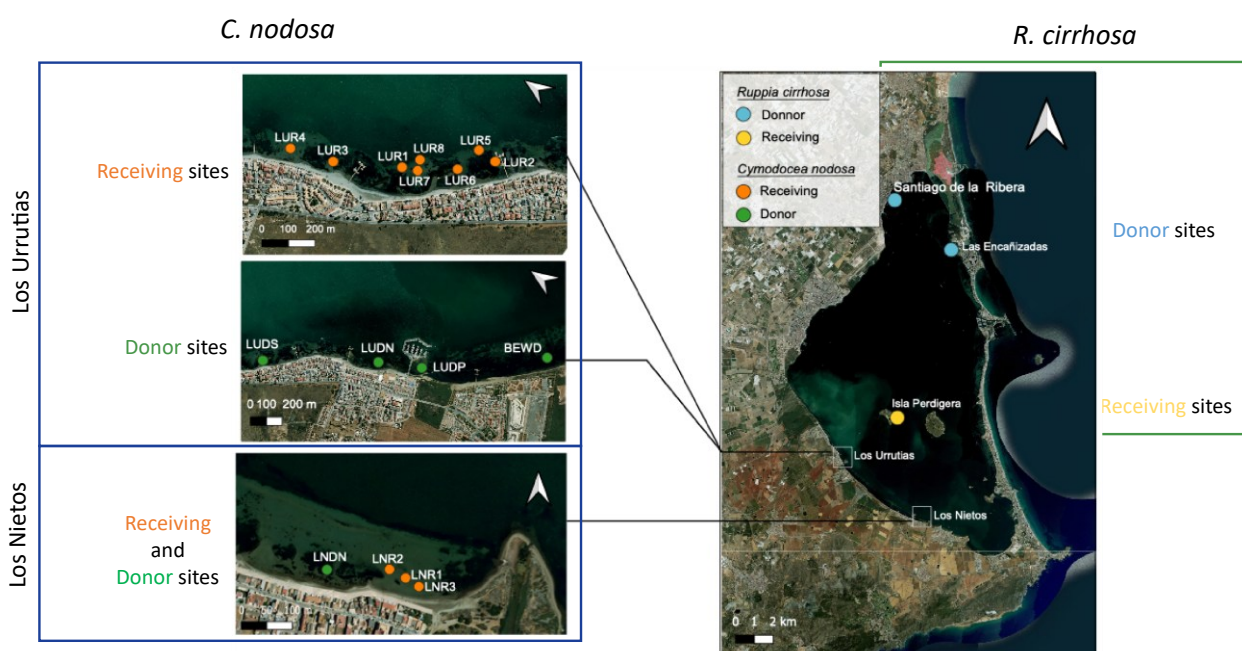 C. nodosa
R. cirrhosa
Los Urrutias
Receiving sites
LUR4
LUR3
LUR1
LUR8
LUR7
LUR5
LUR6
LUR2
0 100 200 m
Donor sites
LUDS
LUDN
LUDP
BEWD
0 100 200 m
Los Nietos
Receiving
and
Donor sites
LNDN
LNR2
LNR1
LNR3
100 m
Ruppia cirrhosa
Donnor
Receiving
Cymodocea nodosa
Receiving
Donor
Santiago de la Ribera
Las Encañizadas
Isla Perdigera
Los Urrutias
Los Nietos
0 1 2 km
Donor sites
Receiving sites